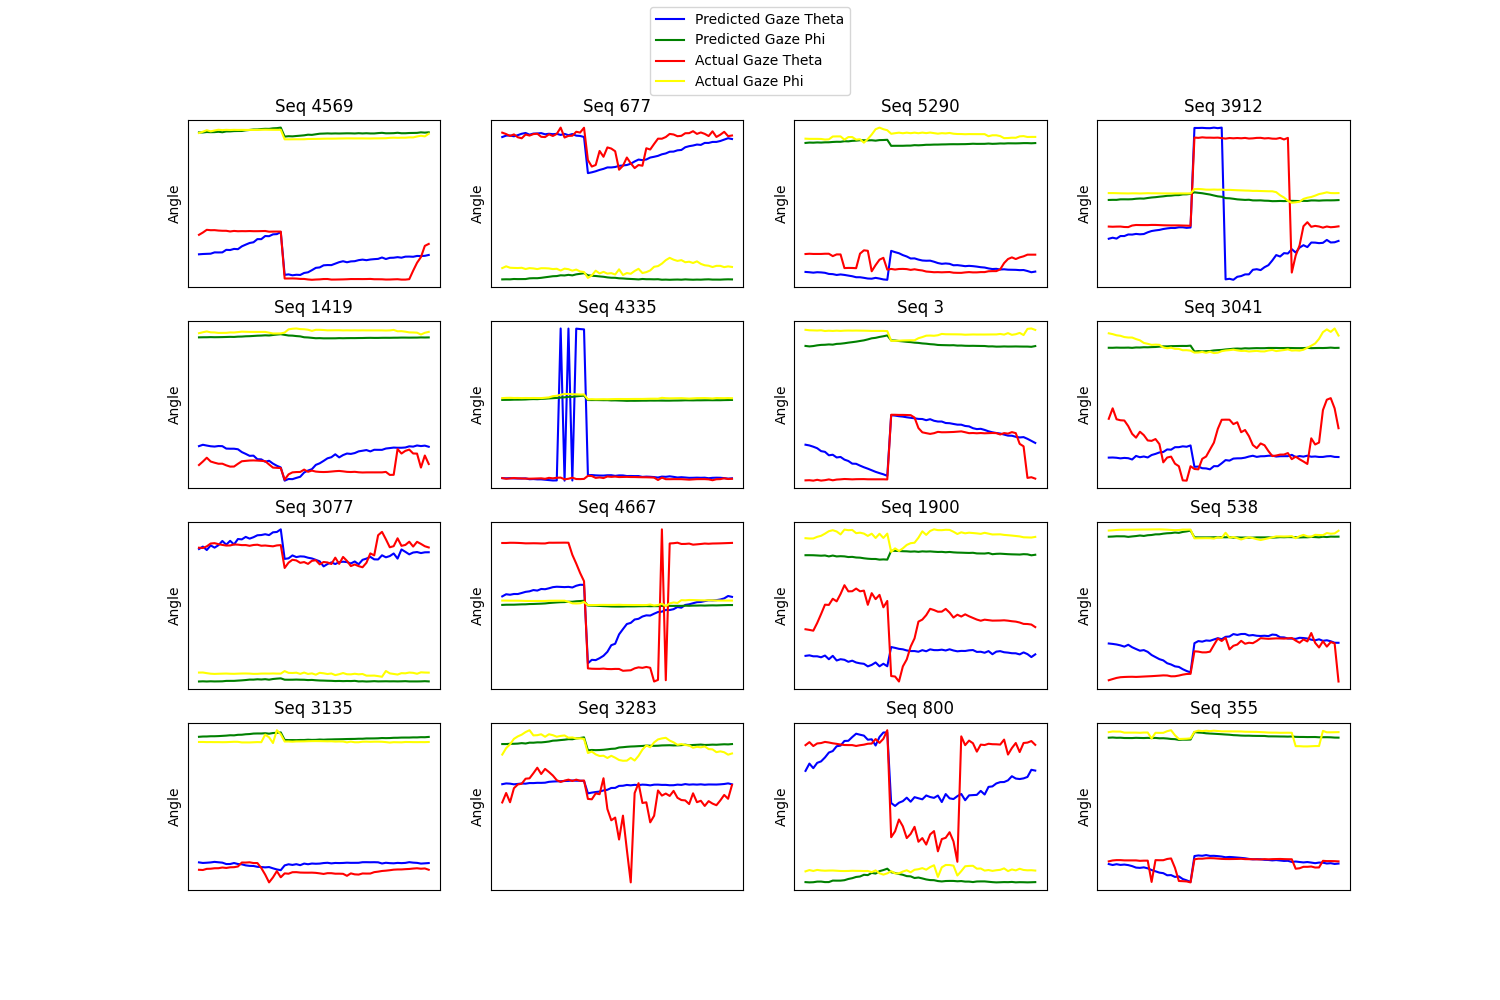 Predicted Gaze Theta
Predicted Gaze Phi
Actual Gaze Theta
Actual Gaze Phi
Seq 4569
Seq 677
Seq 5290
Seq 3912
Angle
Angle
Angle
Angle
Seq 1419
Seq 4335
Seq 3
Seq 3041
Angle
Angle
Angle
Angle
Seq 3077
Seq 4667
Seq 1900
Seq 538
Angle
Angle
Angle
Angle
Seq 3135
Seq 3283
Seq 800
Seq 355
Angle
Angle
Angle
Angle